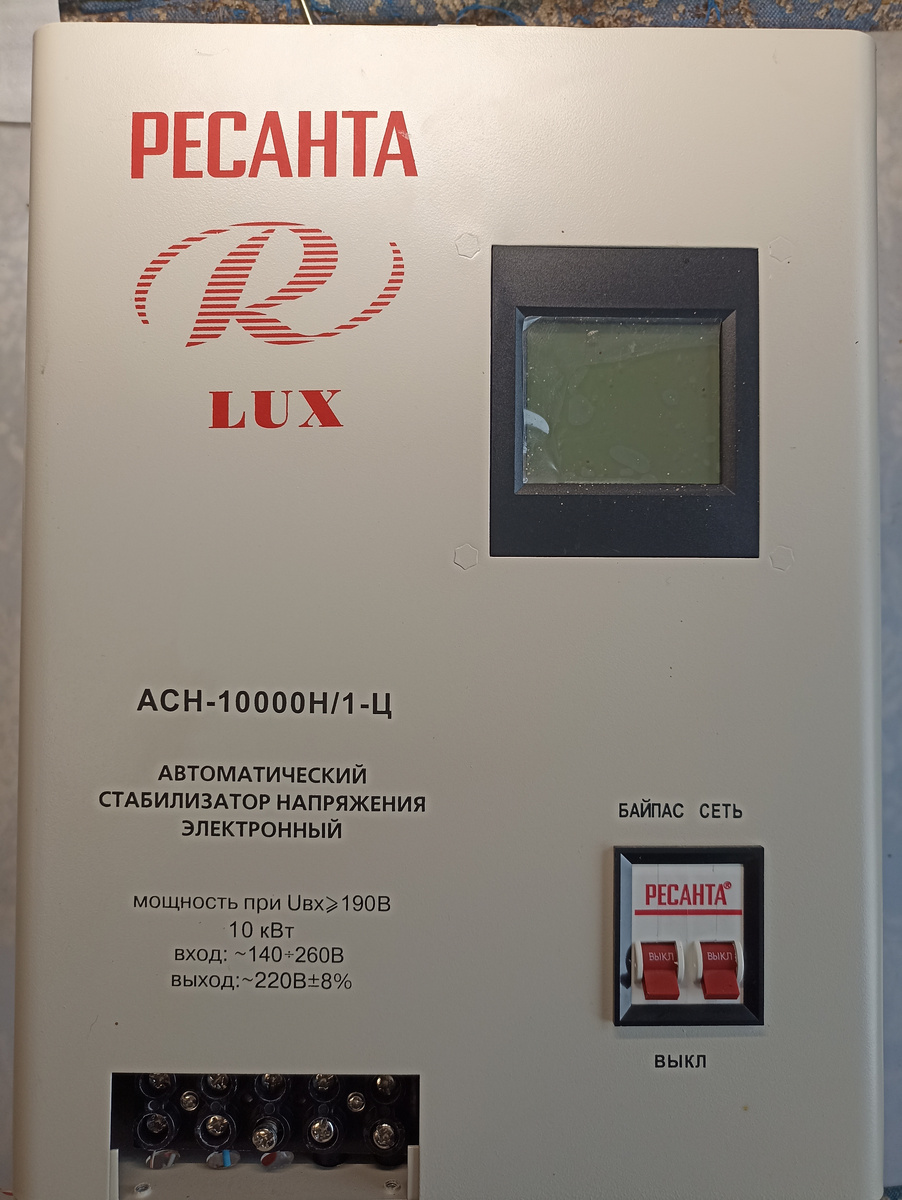 РЕСАНТА
R
LUX
АСН-10000Н/1-Ц
АВТОМАТИЧЕСКИЙ
СТАБИЛИЗАТОР НАПРЯЖЕНИЯ
ЭЛЕКТРОННЫЙ
мощность при Uвх⩾190В
10 кВт
вход: ~140÷260В
выход:~220В±8%
БАЙПАС СЕТЬ
РЕСАНТА®
ВЫКЛ ВЫКЛ
ВЫКЛ